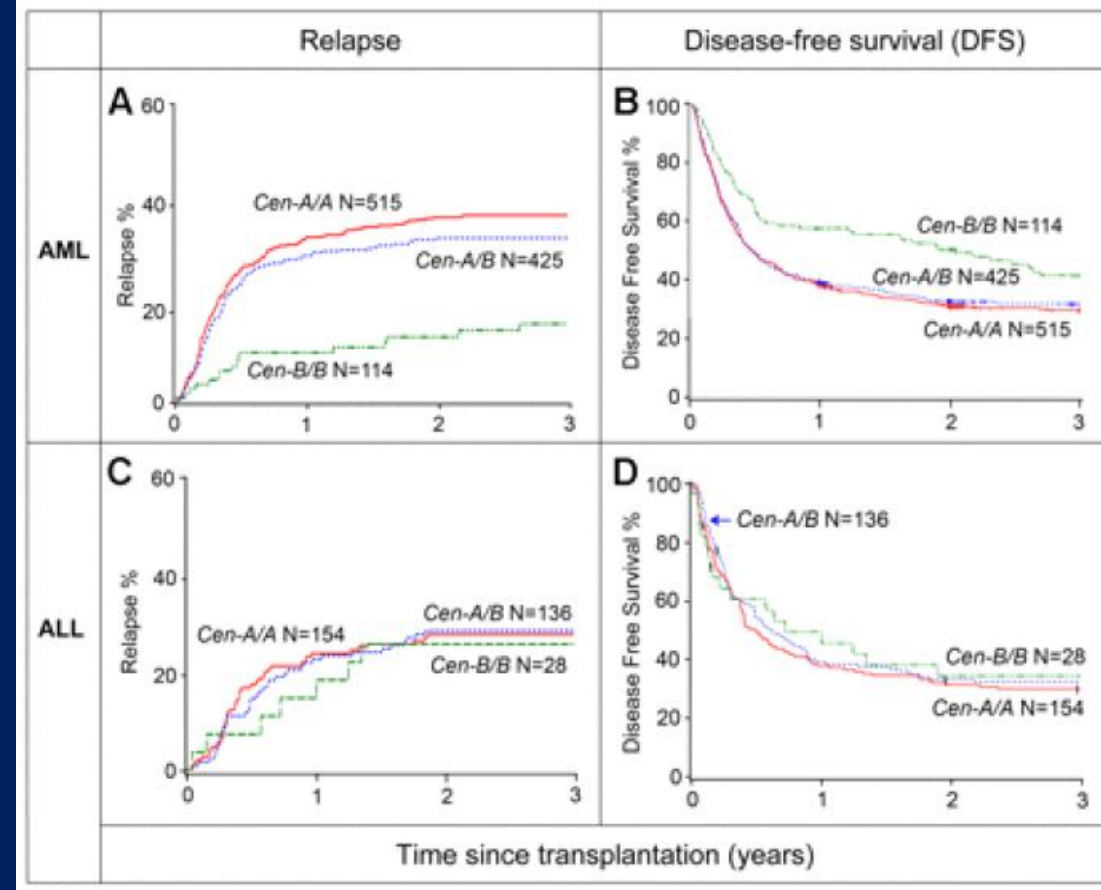 Relapse
Disease-free survival (DFS)
AML
A
60
40
20
0
Relapse %
Cen-A/A N=515
Cen-A/B N=425
Cen-B/B N=114
0 1 2 3
B
100
80
60
40
20
0
Disease Free Survival %
Cen-B/B N=114
Cen-A/B N=425
Cen-A/A N=515
0 1 2 3
ALL
C
60
40
20
0
Relapse %
Cen-A/A N=154
Cen-A/B N=136
Cen-B/B N=28
0 1 2 3
D
100
80
60
40
20
0
Disease Free Survival %
Cen-A/B N=136
Cen-B/B N=28
Cen-A/A N=154
0 1 2 3
Time since transplantation (years)